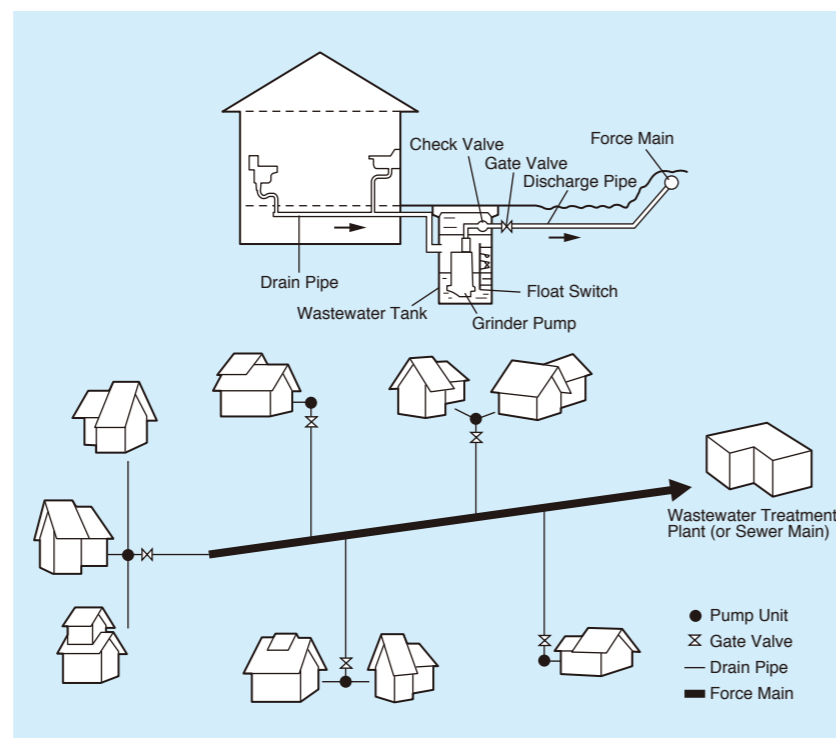 Check Valve
Force Main
Gate Valve
Discharge Pipe
Drain Pipe
Float Switch
Wastewater Tank
Grinder Pump
Wastewater Treatment
Plant (or Sewer Main)
Pump Unit
Gate Valve
Drain Pipe
Force Main